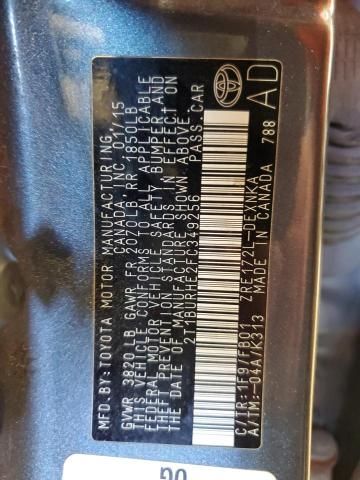 MFD.BY:TOYOTA MOTOR MANUFACTURING,
CANADA, INC. 01/15
GVWR 3820 LB GAWR FR 2070LB RR 1850LB
THIS VEHICLE CONFORMS TO ALL APPLICABLE
FEDERAL MOTOR VEHICLE SAFETY, BUMPER AND
THEFT PREVENTION STANDARDS IN EFFECT ON
THE DATE OF MANUFACTURE SHOWN ABOVE.
PASS.CAR
C/TR:1F9/FB01 ZRE172L-DEXNKA
A/TM:-04A/K313 MADE IN CANADA 788
AD